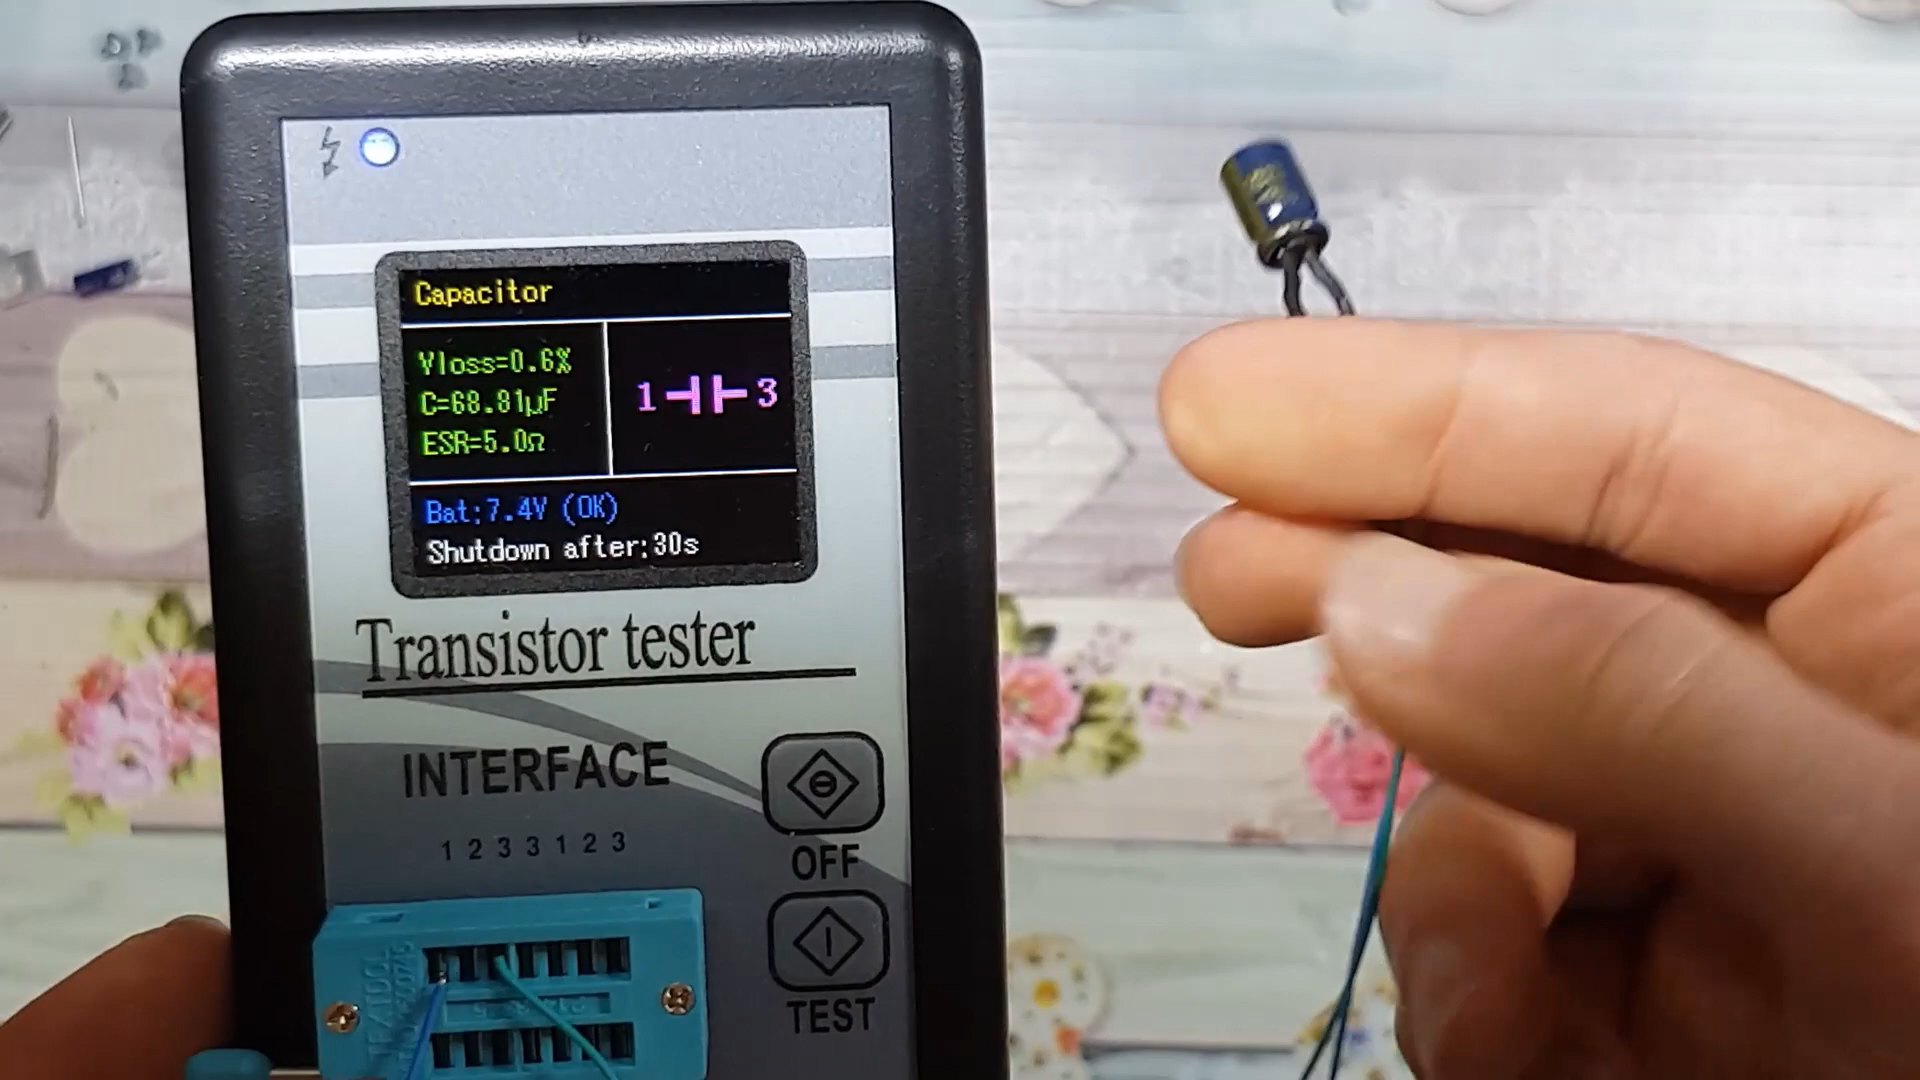 Capacitor
Vloss=0.6%
C=68.81µF
ESR=5.0Ω
1 3
Bat:7.4V (OK)
Shutdown after:30s
Transistor tester
INTERFACE
1 2 3 3 1 2 3
OFF
TEST